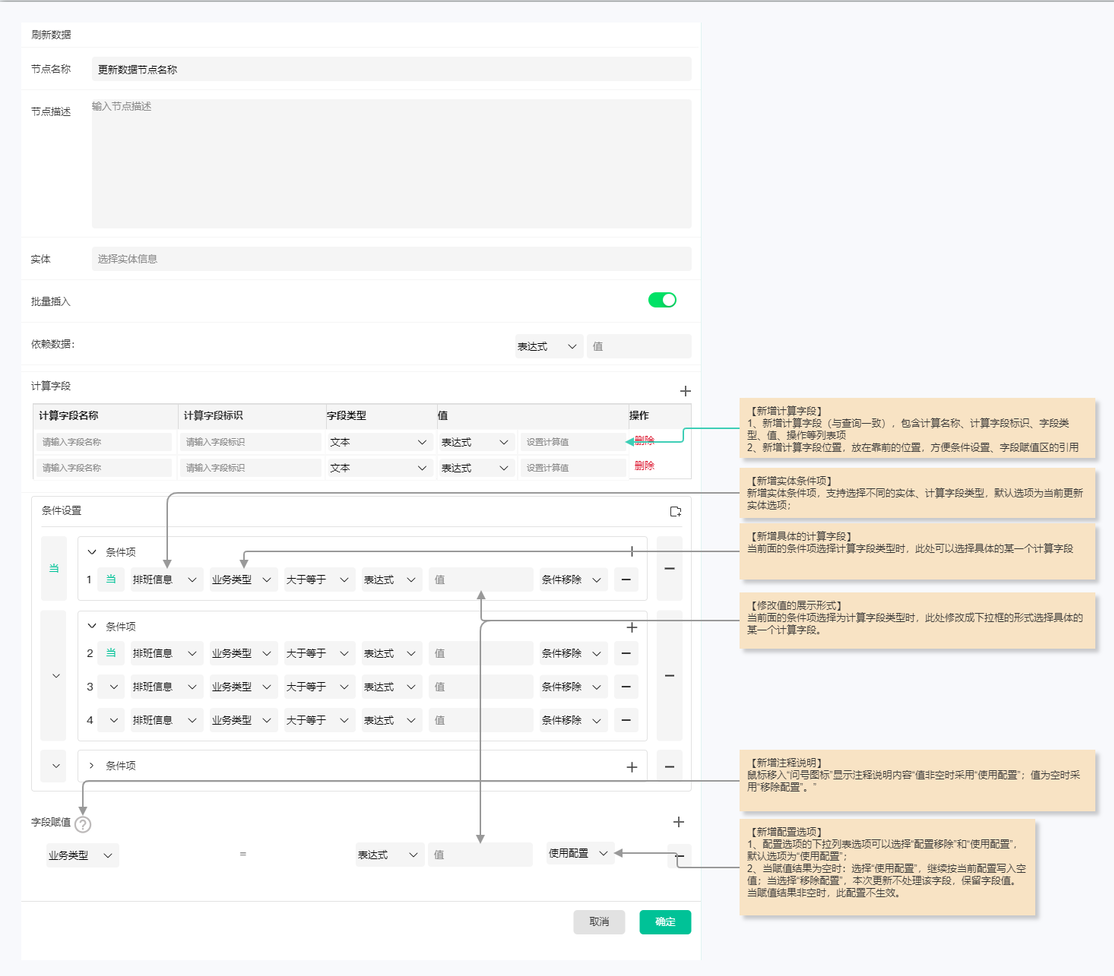 刷新数据
节点名称 更新数据节点名称
节点描述 输入节点描述
实体 选择实体信息
批量插入
依赖数据: 表达式 值
计算字段
计算字段名称 计算字段标识 字段类型 值 操作
请输入字段名称 请输入字段标识 文本 表达式 设置计算值 删除
请输入字段名称 请输入字段标识 文本 表达式 设置计算值 删除
条件设置
当
条件项
1 当 排班信息 业务类型 大于等于 表达式 值 条件移除
条件项
2 当 排班信息 业务类型 大于等于 表达式 值 条件移除
3 排班信息 业务类型 大于等于 表达式 值 条件移除
4 排班信息 业务类型 大于等于 表达式 值 条件移除
条件项
字段赋值 ?
业务类型 = 表达式 值 使用配置
取消 确定
【新增计算字段】
1、新增计算字段（与查询一致），包含计算名称、计算字段标识、字段类
型、值、操作等列表项
2、新增计算字段位置，放在靠前的位置，方便条件设置、字段赋值区的引用
【新增实体条件项】
新增实体条件项，支持选择不同的实体、计算字段类型，默认选项为当前更新
实体选项；
【新增具体的计算字段】
当前面的条件项选择计算字段类型时，此处可以选择具体的某一个计算字段
【修改值的展示形式】
当前面的条件项选择为计算字段类型时，此处修改成下拉框的形式选择具体的
某一个计算字段。
【新增注释说明】
鼠标移入“问号图标”显示注释说明内容“值非空时采用“使用配置”；值为空时采
用“移除配置”。”
【新增配置选项】
1、配置选项的下拉列表选项可以选择“配置移除”和“使用配置”，
默认选项为“使用配置”；
2、当赋值结果为空时：选择“使用配置”，继续按当前配置写入空
值；当选择“移除配置”，本次更新不处理该字段，保留字段值。
当赋值结果非空时，此配置不生效。